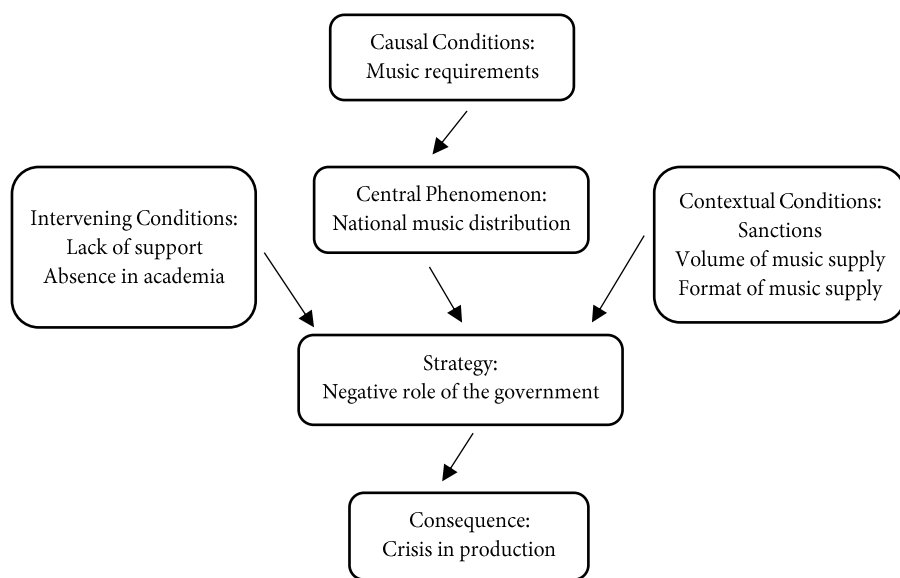 Causal Conditions:
Music requirements
Intervening Conditions:
Lack of support
Absence in academia
Central Phenomenon:
National music distribution
Contextual Conditions:
Sanctions
Volume of music supply
Format of music supply
Strategy:
Negative role of the government
Consequence:
Crisis in production